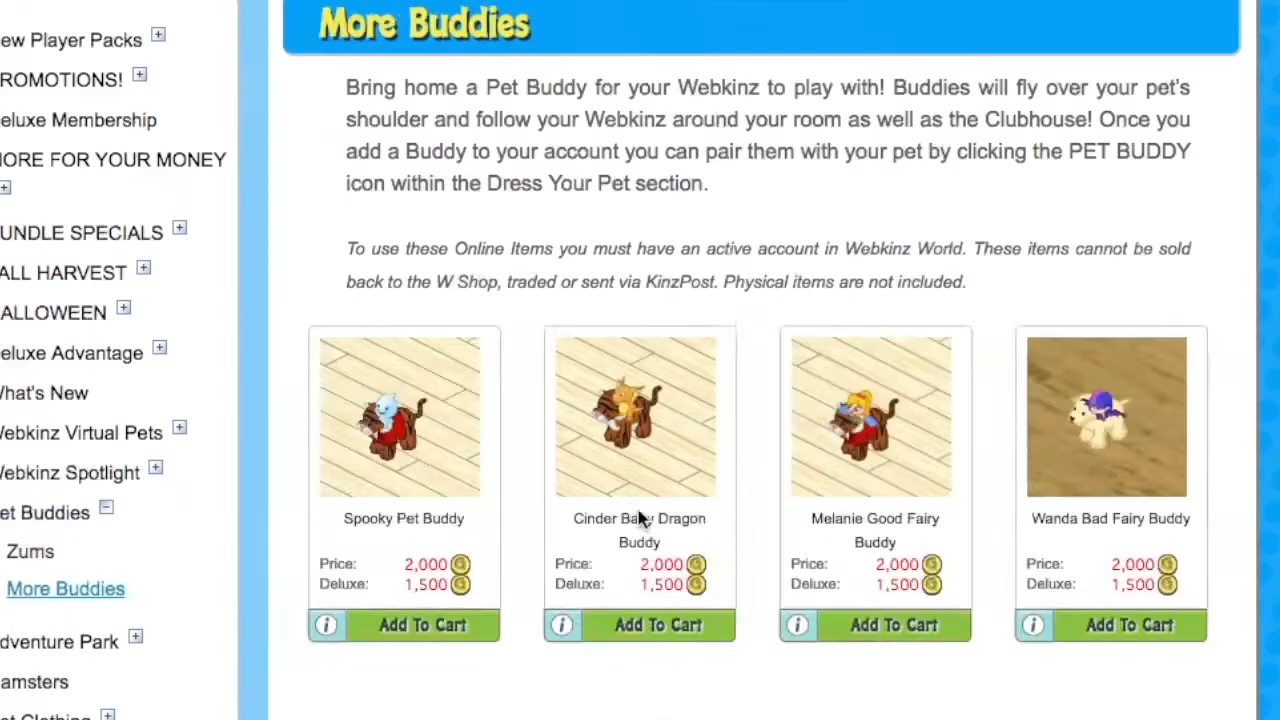 ew Player Packs
ROMOTIONS!
eluxe Membership
ORE FOR YOUR MONEY
UNDLE SPECIALS
ALL HARVEST
ALLOWEEN
eluxe Advantage
hat's New
ebkinz Virtual Pets
ebkinz Spotlight
et Buddies
Zums
More Buddies
dventure Park
amsters
et Clothing
More Buddies
Bring home a Pet Buddy for your Webkinz to play with! Buddies will fly over your pet's
shoulder and follow your Webkinz around your room as well as the Clubhouse! Once you
add a Buddy to your account you can pair them with your pet by clicking the PET BUDDY
icon within the Dress Your Pet section.
To use these Online Items you must have an active account in Webkinz World. These items cannot be sold
back to the W Shop, traded or sent via KinzPost. Physical items are not included.
Spooky Pet Buddy
Price: 2,000
Deluxe: 1,500
i Add To Cart
Cinder Baby Dragon
Buddy
Price: 2,000
Deluxe: 1,500
i Add To Cart
Melanie Good Fairy
Buddy
Price: 2,000
Deluxe: 1,500
i Add To Cart
Wanda Bad Fairy Buddy
Price: 2,000
Deluxe: 1,500
i Add To Cart